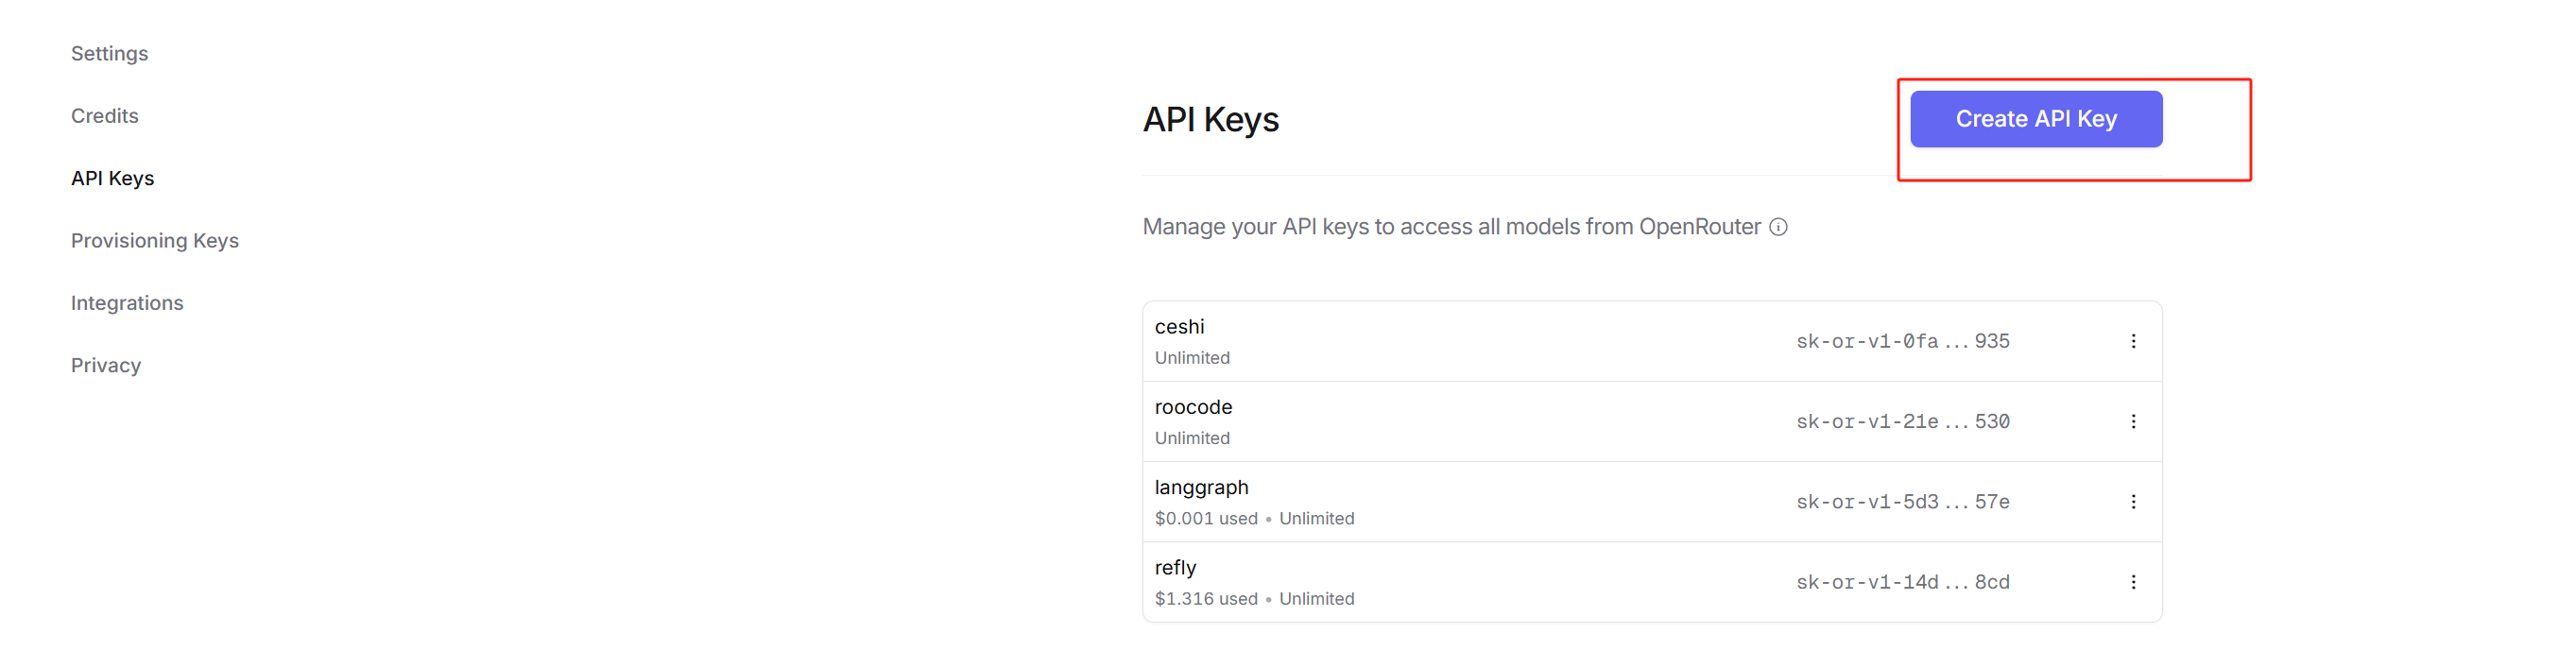 Settings
Credits
API Keys
Provisioning Keys
Integrations
Privacy
API Keys
Create API Key
Manage your API keys to access all models from OpenRouter
ceshi
Unlimited
sk-or-v1-0fa...935
roocode
Unlimited
sk-or-v1-21e...530
langgraph
$0.001 used • Unlimited
sk-or-v1-5d3...57e
refly
$1.316 used • Unlimited
sk-or-v1-14d...8cd